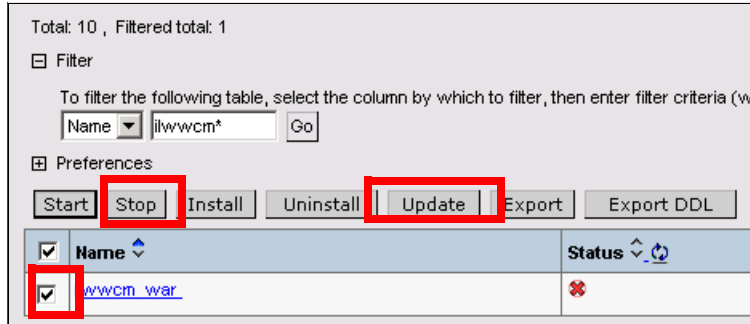 Total: 10 , Filtered total: 1
Filter
To filter the following table, select the column by which to filter, then enter filter criteria (w
Name ilwwcm* Go
Preferences
Start Stop Install Uninstall Update Export Export DDL
Name Status
wwcm_war